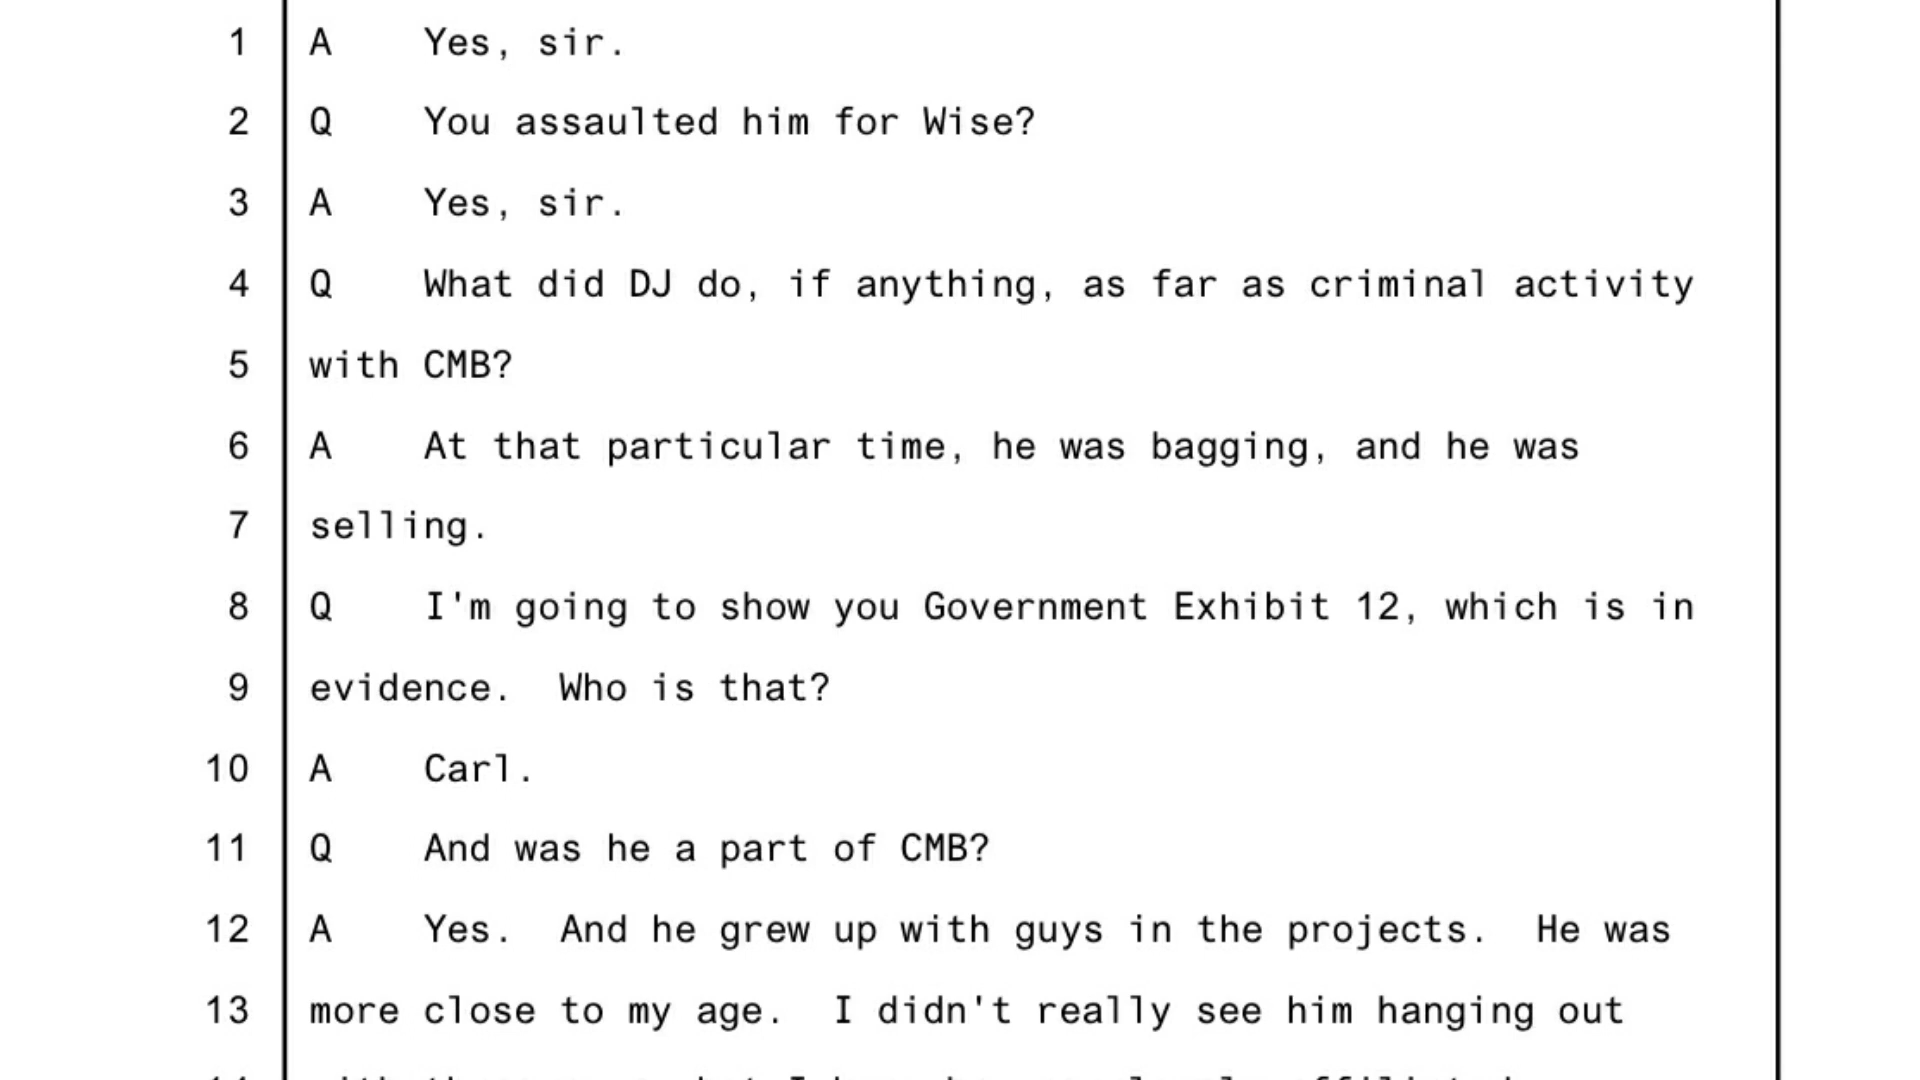 1 A Yes, sir.
2 Q You assaulted him for Wise?
3 A Yes, sir.
4 Q What did DJ do, if anything, as far as criminal activity
5 with CMB?
6 A At that particular time, he was bagging, and he was
7 selling.
8 Q I'm going to show you Government Exhibit 12, which is in
9 evidence. Who is that?
10 A Carl.
11 Q And was he a part of CMB?
12 A Yes. And he grew up with guys in the projects. He was
13 more close to my age. I didn't really see him hanging out